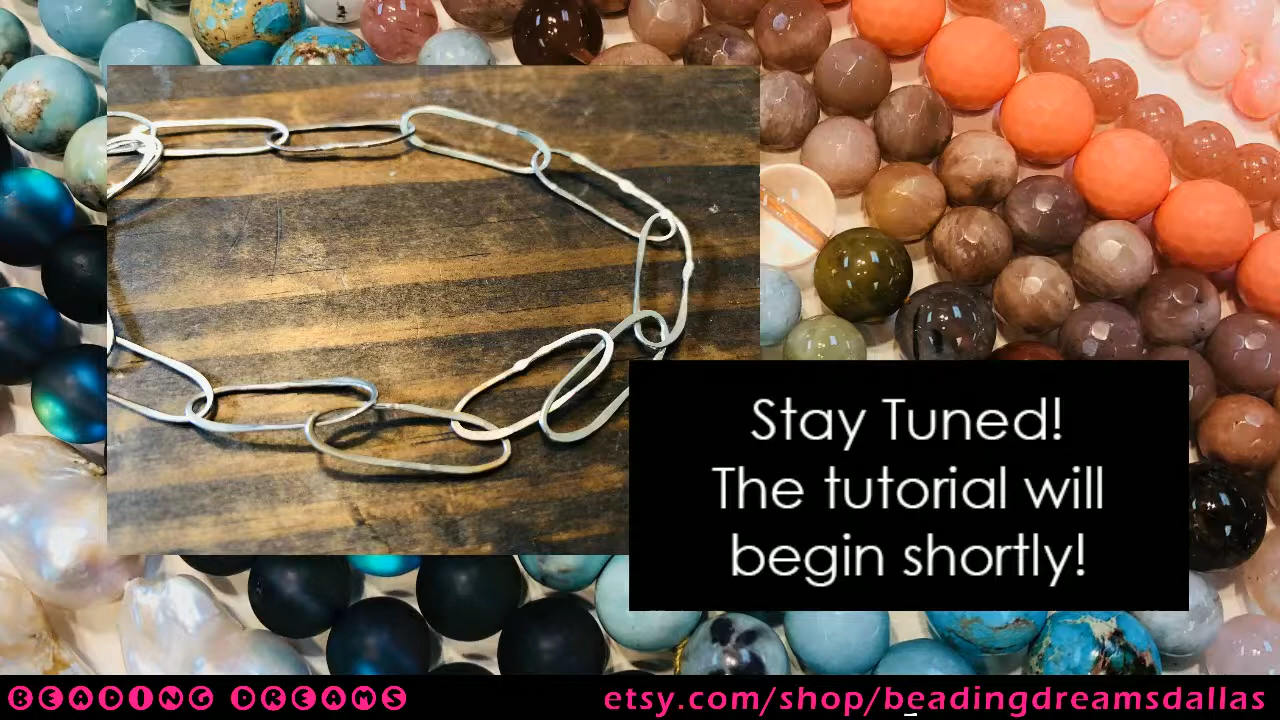 Stay Tuned!
The tutorial will
begin shortly!
BEADING DREAMS
etsy.com/shop/beadingdreamsdallas